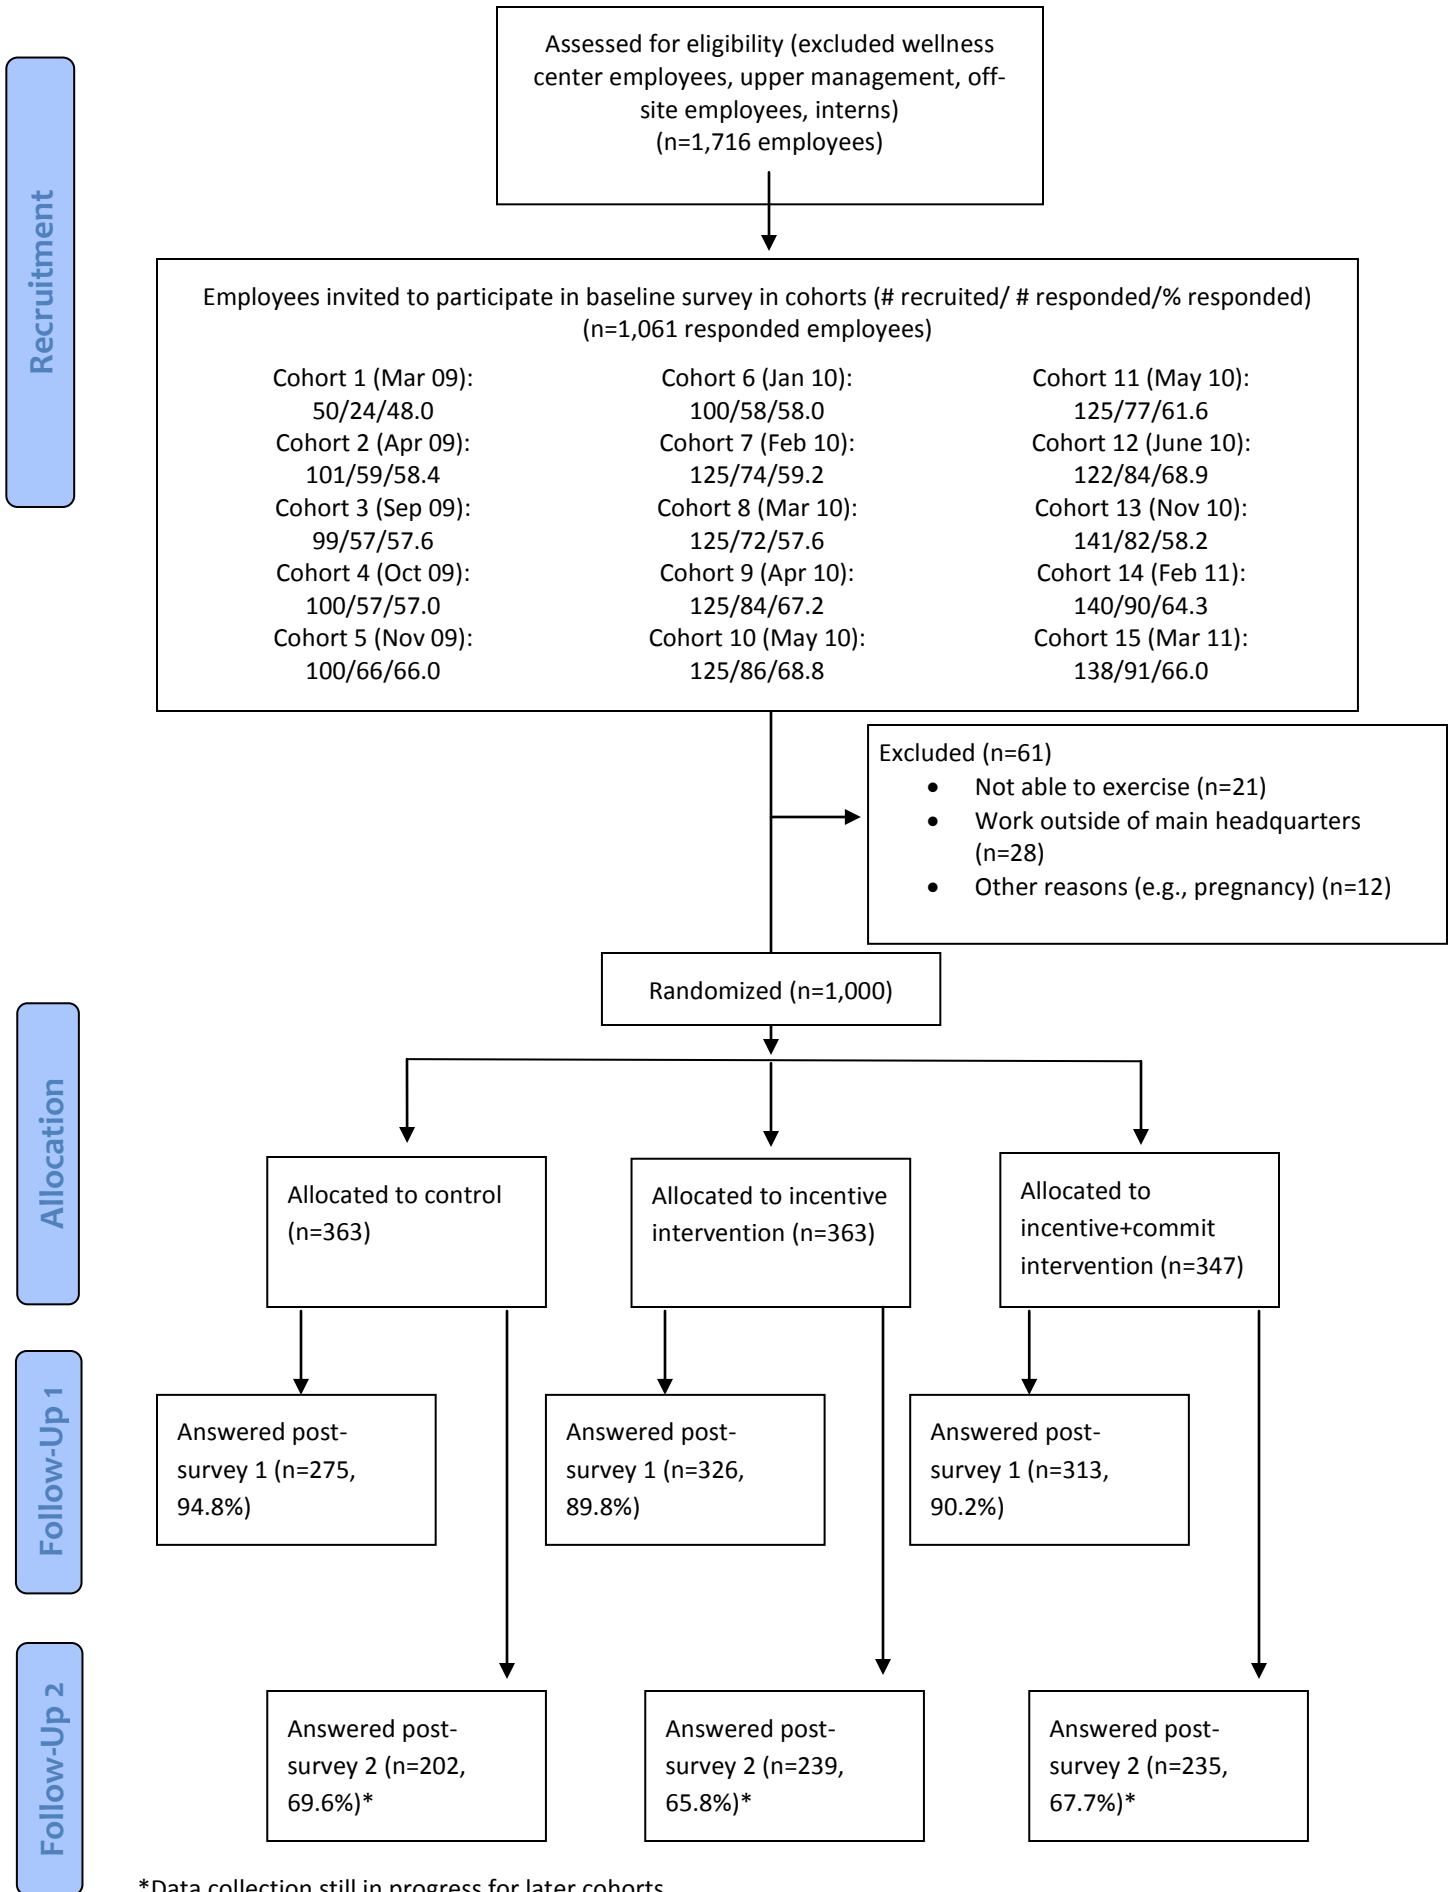 Recruitment
Assessed for eligibility (excluded wellness
center employees, upper management, off-
site employees, interns)
(n=1,716 employees)
Employees invited to participate in baseline survey in cohorts (# recruited/ # responded/% responded)
(n=1,061 responded employees)
Cohort 1 (Mar 09):
50/24/48.0
Cohort 2 (Apr 09):
101/59/58.4
Cohort 3 (Sep 09):
99/57/57.6
Cohort 4 (Oct 09):
100/57/57.0
Cohort 5 (Nov 09):
100/66/66.0
Cohort 6 (Jan 10):
100/58/58.0
Cohort 7 (Feb 10):
125/74/59.2
Cohort 8 (Mar 10):
125/72/57.6
Cohort 9 (Apr 10):
125/84/67.2
Cohort 10 (May 10):
125/86/68.8
Cohort 11 (May 10):
125/77/61.6
Cohort 12 (June 10):
122/84/68.9
Cohort 13 (Nov 10):
141/82/58.2
Cohort 14 (Feb 11):
140/90/64.3
Cohort 15 (Mar 11):
138/91/66.0
Excluded (n=61)
• Not able to exercise (n=21)
• Work outside of main headquarters
(n=28)
• Other reasons (e.g., pregnancy) (n=12)
Randomized (n=1,000)
Allocation
Allocated to control
(n=363)
Allocated to incentive
intervention (n=363)
Allocated to
incentive+commit
intervention (n=347)
Follow-Up 1
Answered post-
survey 1 (n=275,
94.8%)
Answered post-
survey 1 (n=326,
89.8%)
Answered post-
survey 1 (n=313,
90.2%)
Follow-Up 2
Answered post-
survey 2 (n=202,
69.6%)*
Answered post-
survey 2 (n=239,
65.8%)*
Answered post-
survey 2 (n=235,
67.7%)*
*Data collection still in progress for later cohorts